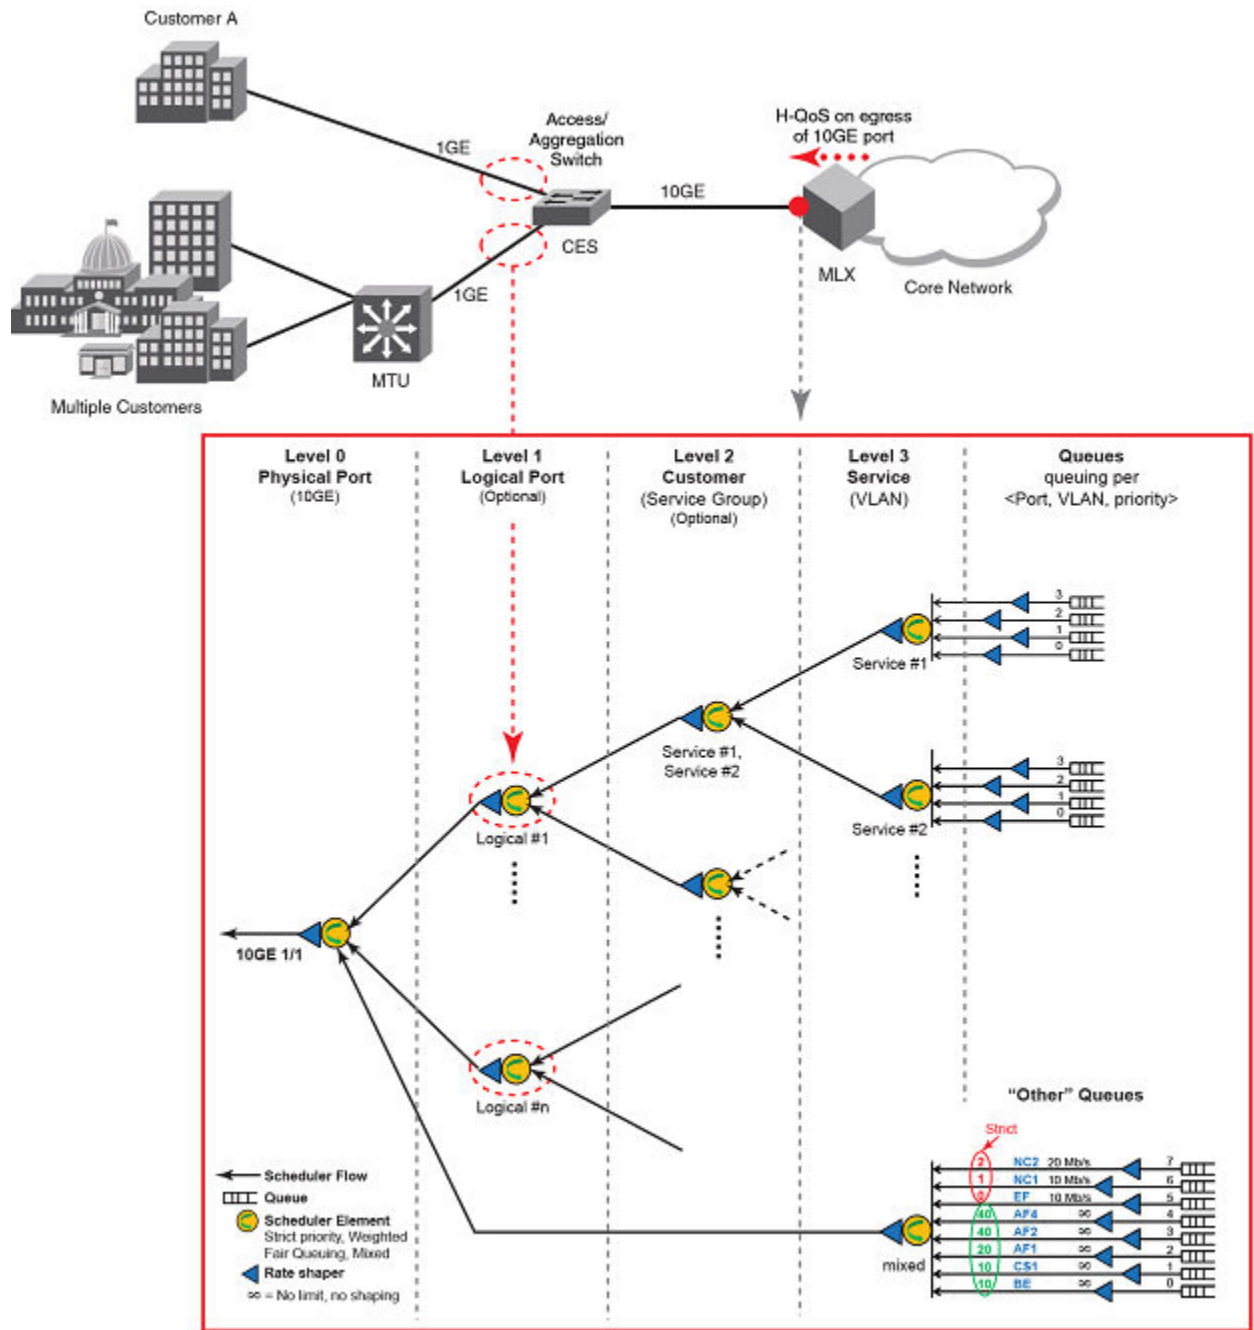 Customer A
1GE
Access/
Aggregation
Switch
H-QoS on egress
of 10GE port
10GE
CES
MLX
Core Network
1GE
MTU
Multiple Customers
Level 0
Physical Port
(10GE)
Level 1
Logical Port
(Optional)
Level 2
Customer
(Service Group)
(Optional)
Level 3
Service
(VLAN)
Queues
queuing per
<Port, VLAN, priority>
3
2
1
0
Service #1
Service #1,
Service #2
3
2
1
0
Service #2
Logical #1
10GE 1/1
Logical #n
"Other" Queues
Strict
2 NC2 20 Mb/s 7
1 NC1 10 Mb/s 6
0 EF 10 Mb/s 5
40 AF4 ∞ 4
40 AF2 ∞ 3
20 AF1 ∞ 2
10 CS1 ∞ 1
10 BE ∞ 0
mixed
Scheduler Flow
Queue
Scheduler Element
Strict priority, Weighted
Fair Queuing, Mixed
Rate shaper
∞ = No limit, no shaping